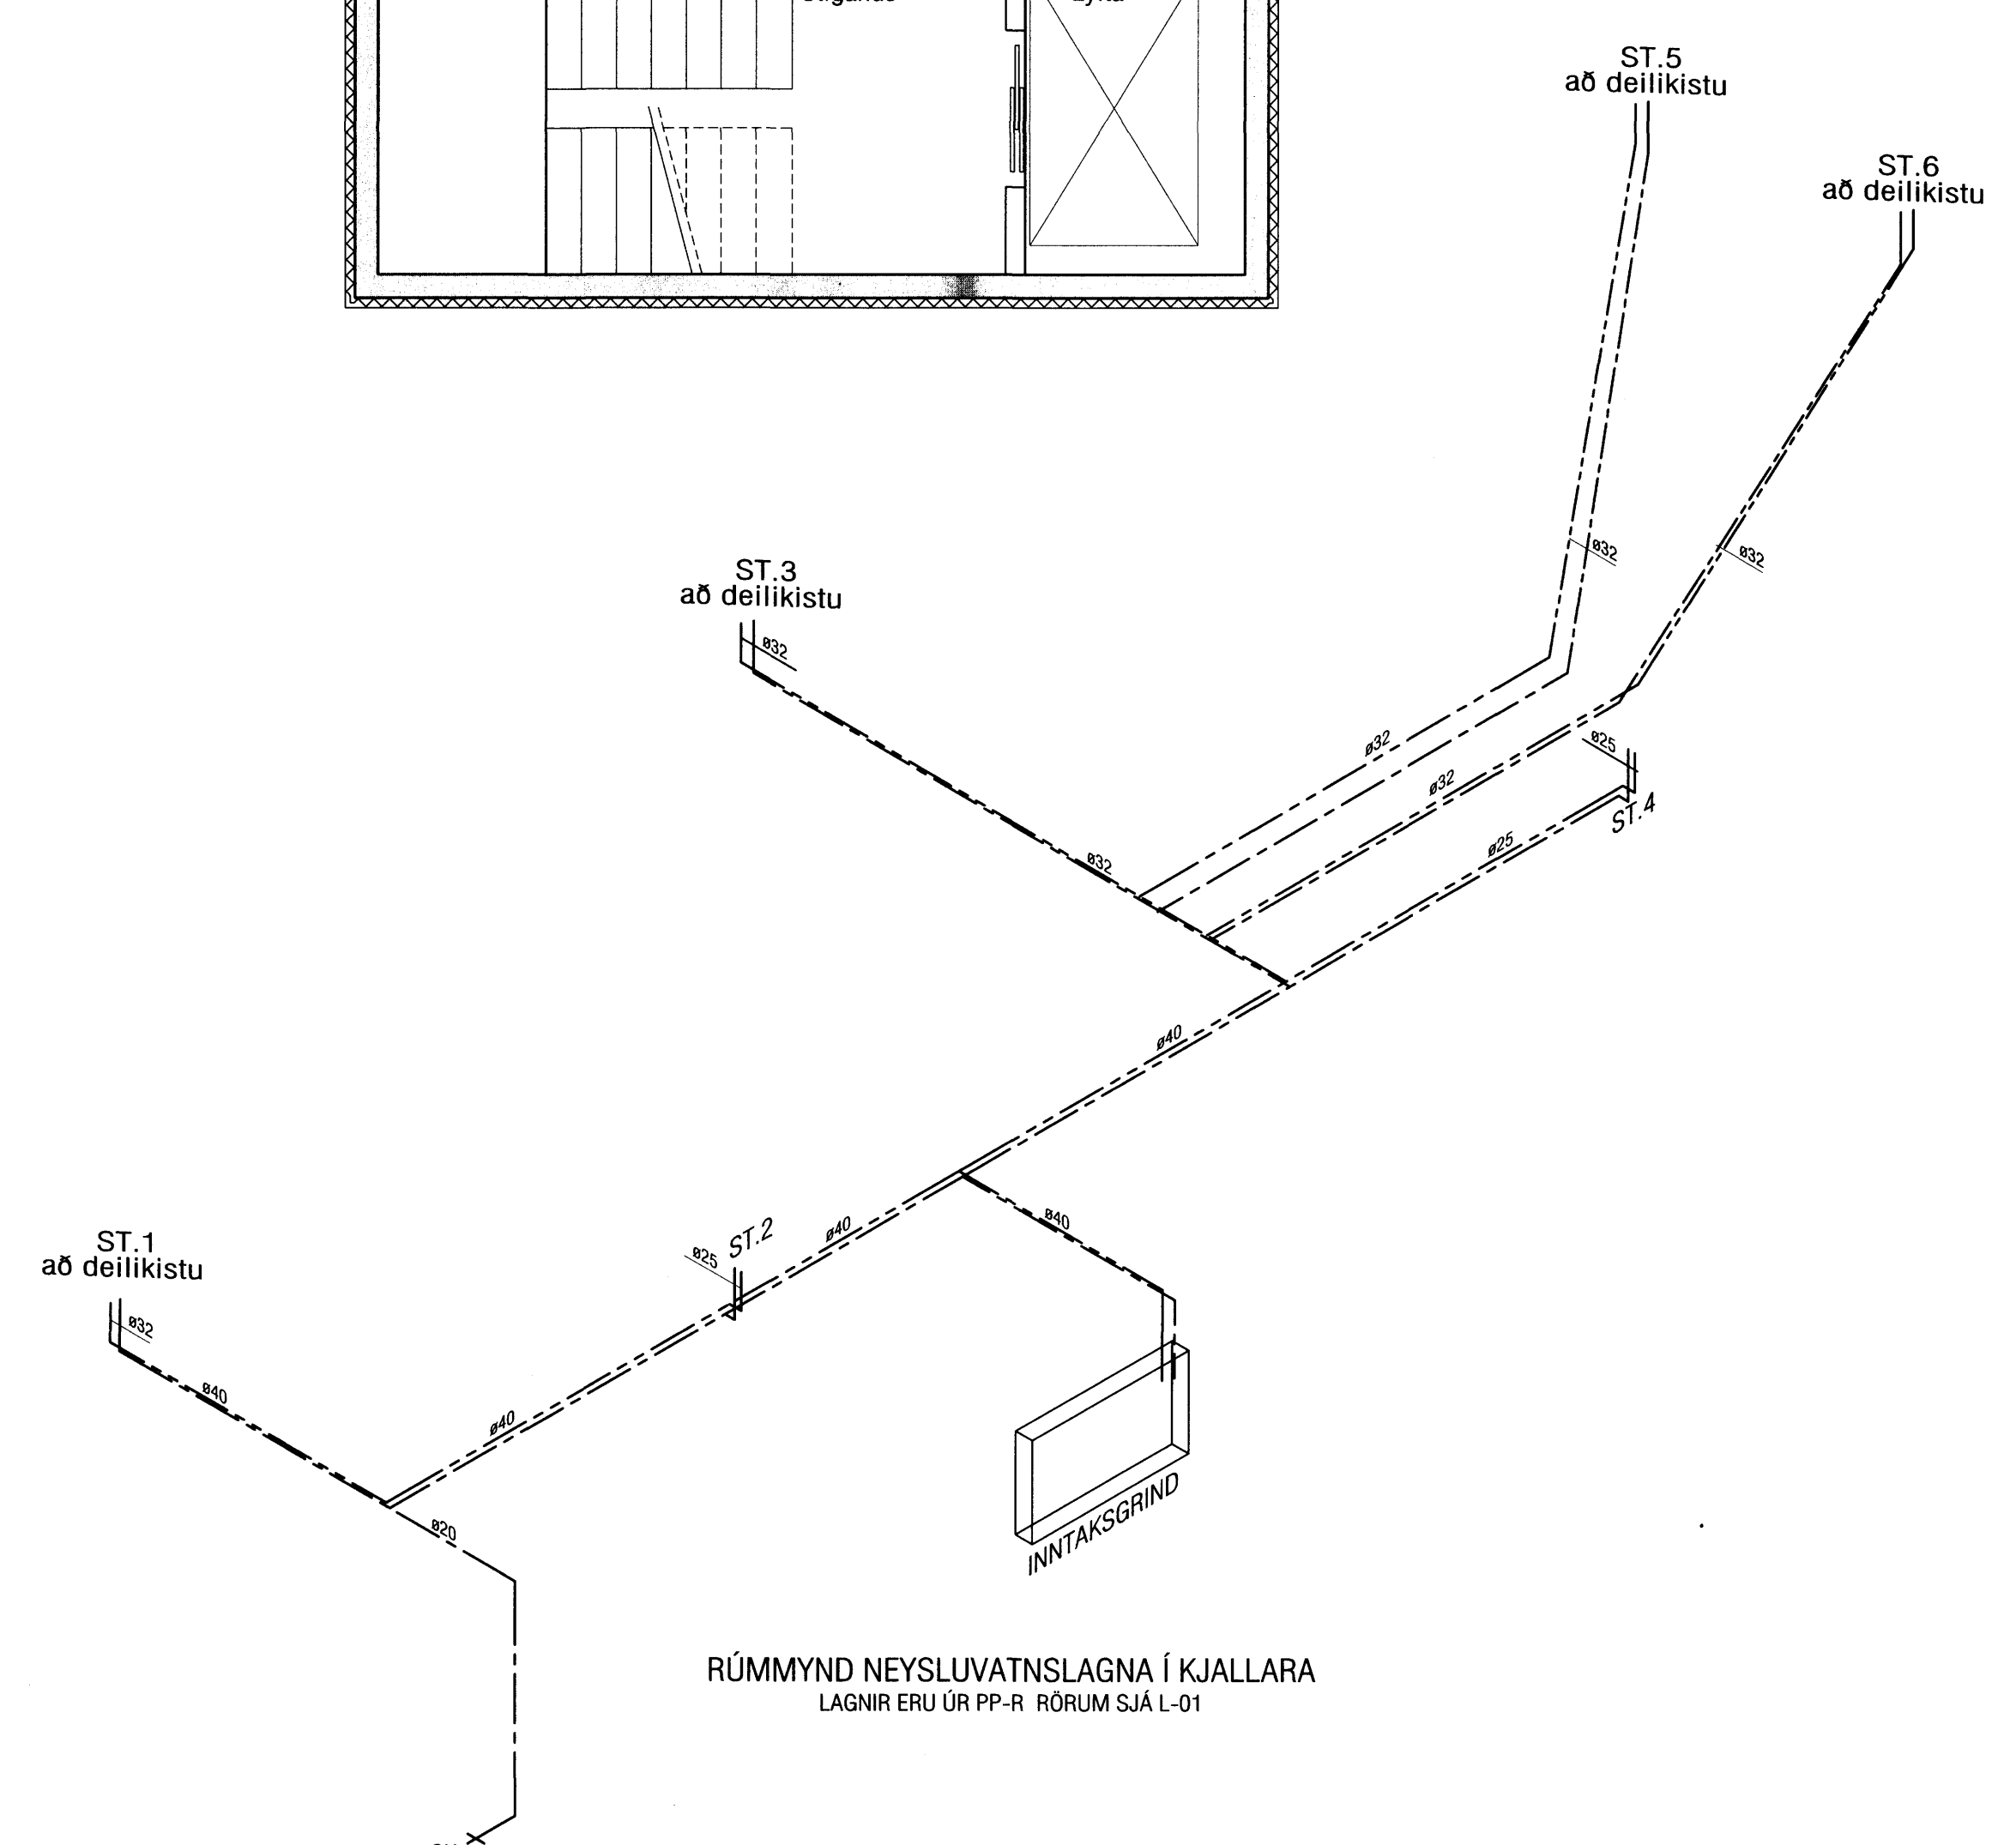 ST.5
að deilikistu
ST.6
að deilikistu
ø32
ø32
ST.3
að deilikistu
ø32
ø32
ø32
ø25
ST.4
ø25
ø32
ø40
ø40
ST.2
ø25
ø40
ST.1
að deilikistu
ø32
ø40
ø40
ø20
INNTAKSGRIND
RÚMMYND NEYSLUVATNSLAGNA Í KJALLARA
LAGNIR ERU ÚR PP-R RÖRUM SJÁ L-01